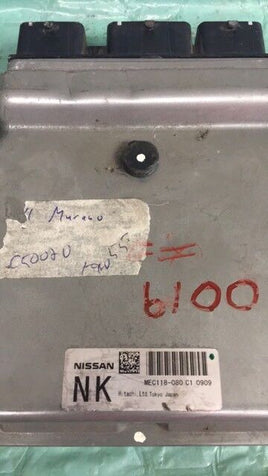 Murano
6100
NISSAN
NK
MEC118-080 C1 0909
Hitachi, Ltd. Tokyo Japan